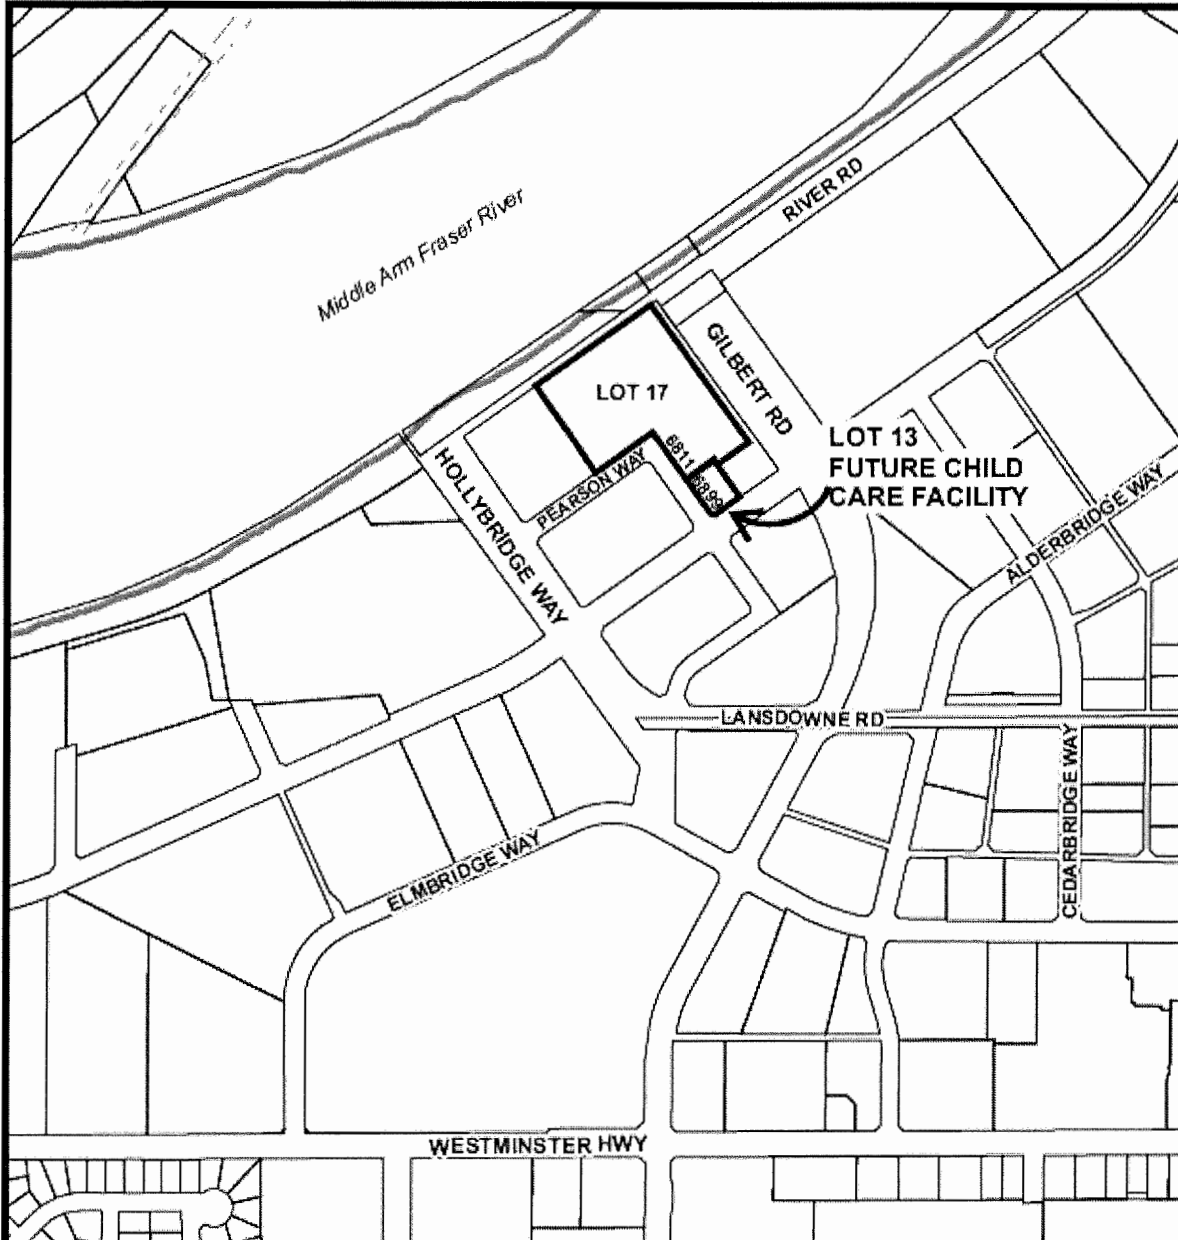 Middle Arm Fraser River
RIVER RD
GILBERT RD
LOT 17
6811
6899
PEARSON WAY
HOLLYBRIDGE WAY
LOT 13
FUTURE CHILD
CARE FACILITY
ALDERBRIDGE WAY
LANSDOWNE RD
CEDARBRIDGE WAY
ELMBRIDGE WAY
WESTMINSTER HWY